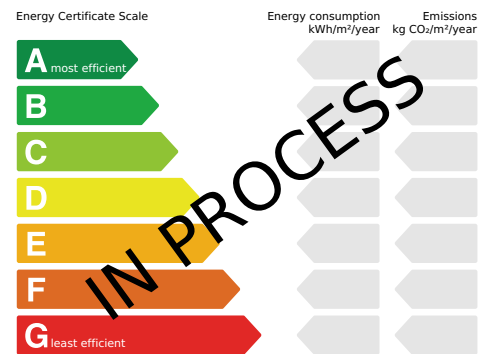 Energy Certificate Scale
Energy consumption
kWh/m²/year
Emissions
kg CO₂/m²/year
A most efficient
B
C
D
E
F
G least efficient
IN PROCESS